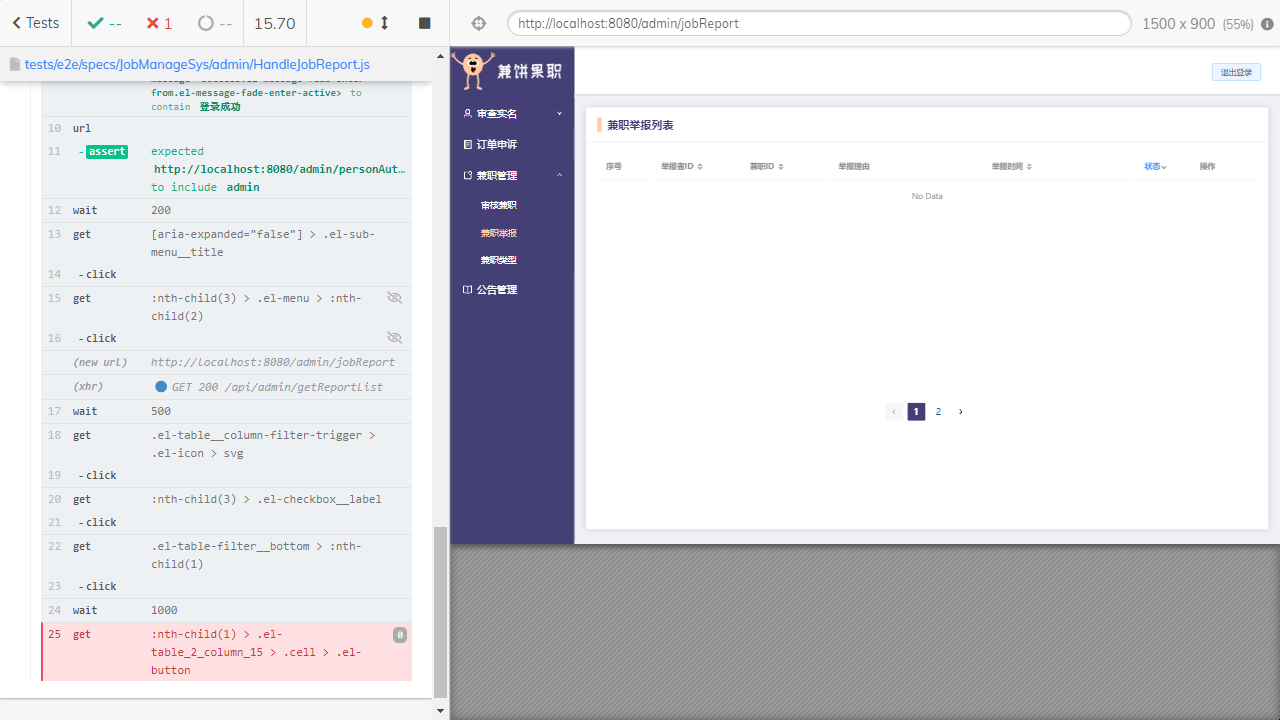 Tests
--
1
--
15.70
tests/e2e/specs/JobManageSys/admin/HandleJobReport.js
from.el-message-fade-enter-active> to
contain 登录成功
10 url
11 -assert expected
http://localhost:8080/admin/personAut…
to include admin
12 wait 200
13 get [aria-expanded="false"] > .el-sub-
menu__title
14 -click
15 get :nth-child(3) > .el-menu > :nth-
child(2)
16 -click
(new url) http://localhost:8080/admin/jobReport
(xhr) GET 200 /api/admin/getReportList
17 wait 500
18 get .el-table__column-filter-trigger >
.el-icon > svg
19 -click
20 get :nth-child(3) > .el-checkbox__label
21 -click
22 get .el-table-filter__bottom > :nth-
child(1)
23 -click
24 wait 1000
25 get :nth-child(1) > .el-
table_2_column_15 > .cell > .el-
button
0
http://localhost:8080/admin/jobReport
1500 x 900 (55%)
兼饼果职
审查实名
订单申诉
兼职管理
审核兼职
兼职举报
兼职类型
公告管理
退出登录
兼职举报列表
序号 举报者ID 兼职ID 举报理由 举报时间 状态 操作
No Data
1 2